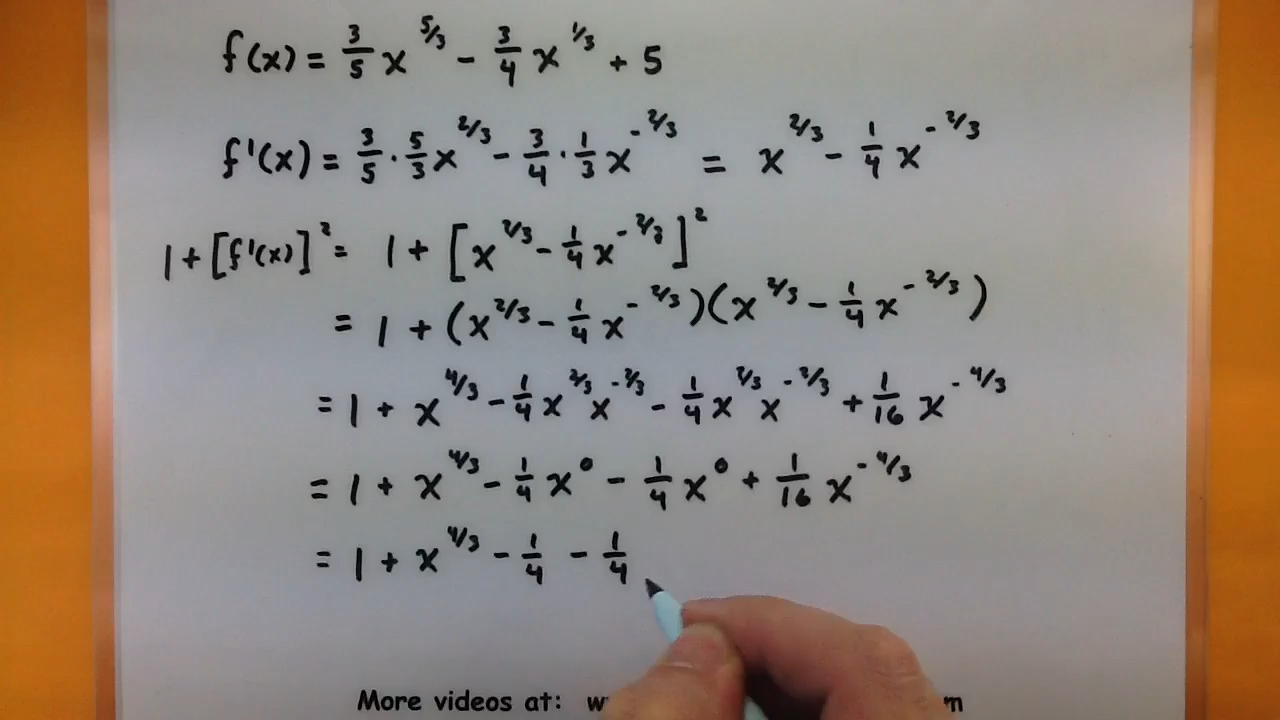 f(x) = 3/5 x^5/3 - 3/4 x^1/3 + 5
f'(x) = 3/5 · 5/3 x^2/3 - 3/4 · 1/3 x^-2/3 = x^2/3 - 1/4 x^-2/3
1 + [f'(x)]^2 = 1 + [x^2/3 - 1/4 x^-2/3]^2
= 1 + (x^2/3 - 1/4 x^-2/3)(x^2/3 - 1/4 x^-2/3)
= 1 + x^4/3 - 1/4 x^2/3 x^-2/3 - 1/4 x^2/3 x^-2/3 + 1/16 x^-4/3
= 1 + x^4/3 - 1/4 x^0 - 1/4 x^0 + 1/16 x^-4/3
= 1 + x^4/3 - 1/4 - 1/4
More videos at: